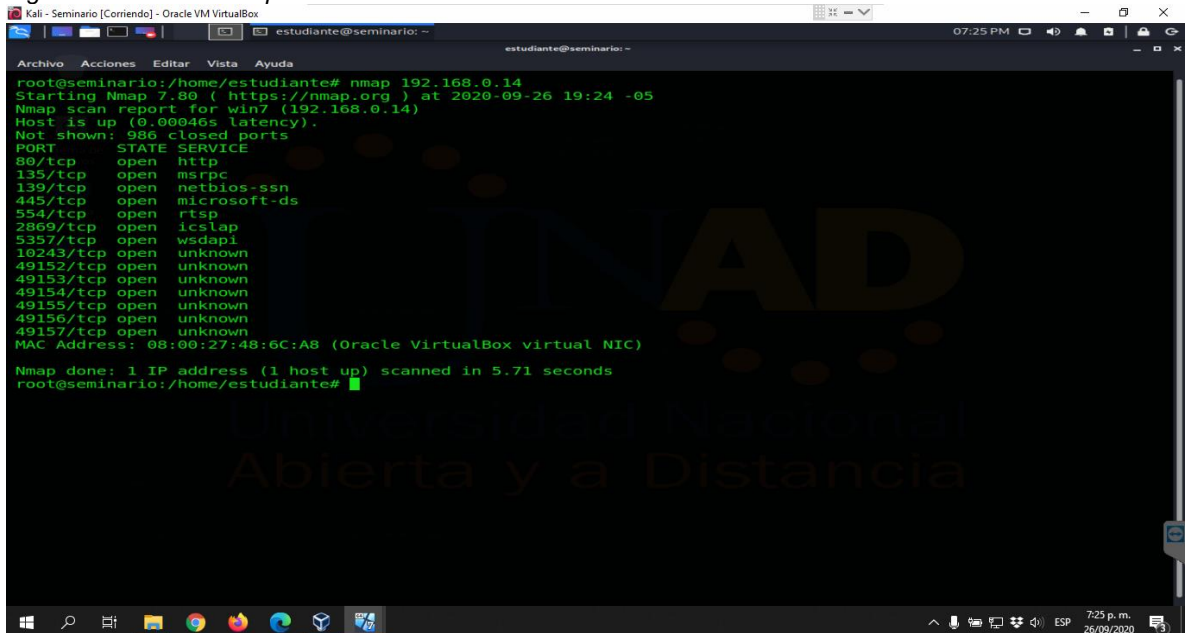 Kali - Seminario [Corriendo] - Oracle VM VirtualBox
estudiante@seminario: ~
07:25 PM
estudiante@seminario: ~
Archivo Acciones Editar Vista Ayuda
root@seminario:/home/estudiante# nmap 192.168.0.14
Starting Nmap 7.80 ( https://nmap.org ) at 2020-09-26 19:24 -05
Nmap scan report for win7 (192.168.0.14)
Host is up (0.00046s latency).
Not shown: 986 closed ports
PORT STATE SERVICE
80/tcp open http
135/tcp open msrpc
139/tcp open netbios-ssn
445/tcp open microsoft-ds
554/tcp open rtsp
2869/tcp open icslap
5357/tcp open wsdapi
10243/tcp open unknown
49152/tcp open unknown
49153/tcp open unknown
49154/tcp open unknown
49155/tcp open unknown
49156/tcp open unknown
49157/tcp open unknown
MAC Address: 08:00:27:48:6C:A8 (Oracle VirtualBox virtual NIC)
Nmap done: 1 IP address (1 host up) scanned in 5.71 seconds
root@seminario:/home/estudiante#
UNAD
Universidad Nacional
Abierta y a Distancia
ESP
7:25 p. m.
26/09/2020